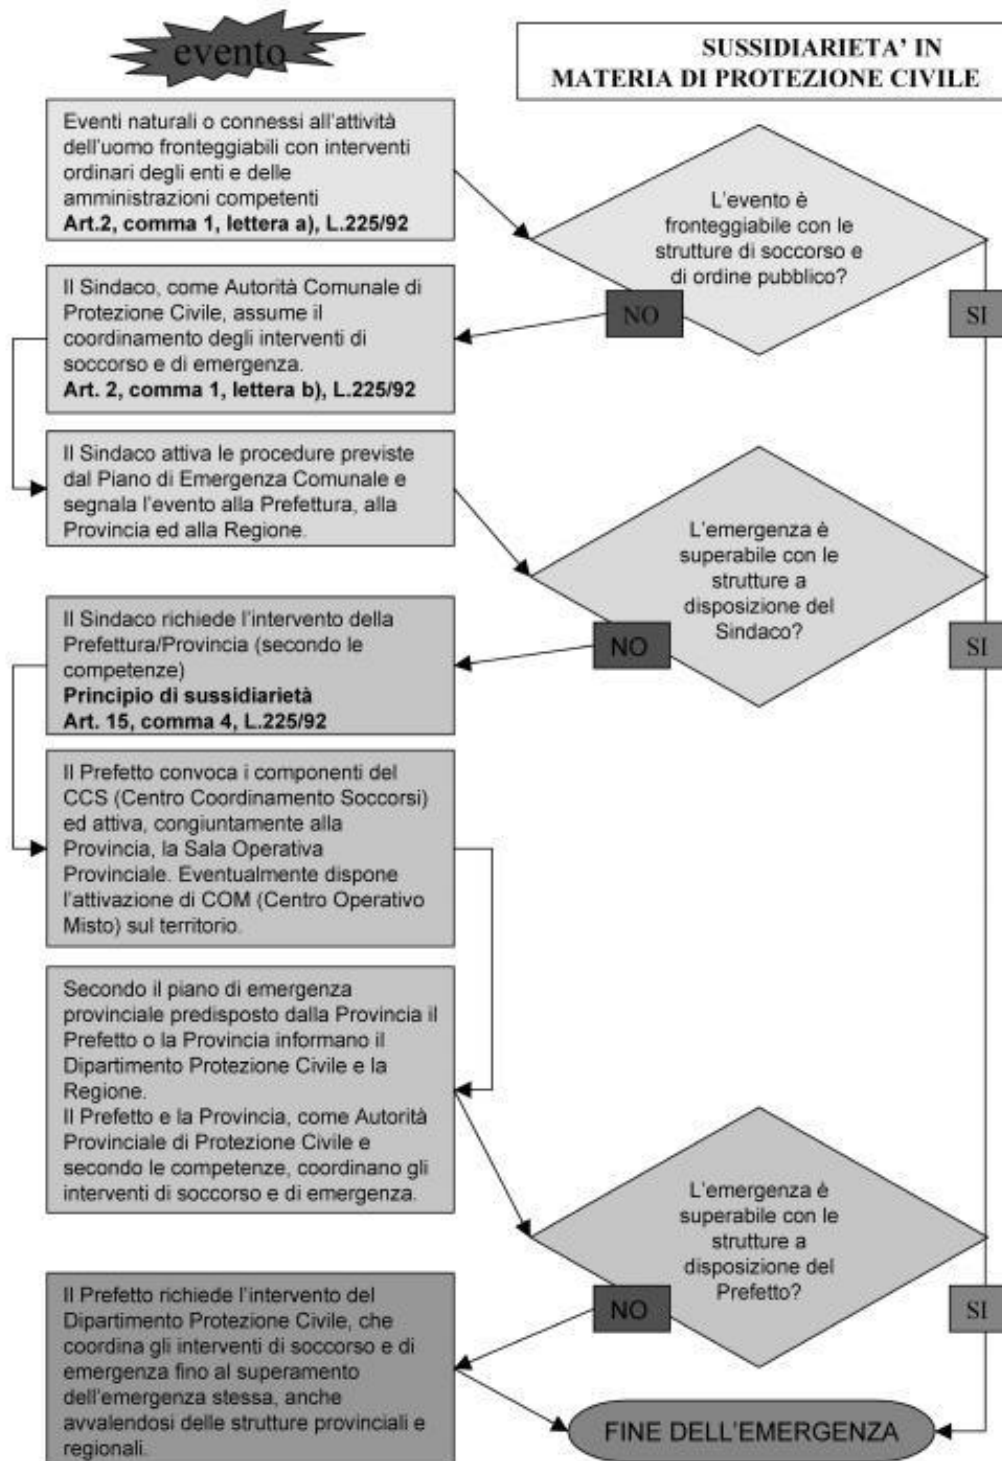 evento
SUSSIDIARIETA' IN
MATERIA DI PROTEZIONE CIVILE
Eventi naturali o connessi all'attività
dell'uomo fronteggiabili con interventi
ordinari degli enti e delle
amministrazioni competenti
Art.2, comma 1, lettera a), L.225/92
L'evento è
fronteggiabile con le
strutture di soccorso e
di ordine pubblico?
NO
SI
Il Sindaco, come Autorità Comunale di
Protezione Civile, assume il
coordinamento degli interventi di
soccorso e di emergenza.
Art. 2, comma 1, lettera b), L.225/92
Il Sindaco attiva le procedure previste
dal Piano di Emergenza Comunale e
segnala l'evento alla Prefettura, alla
Provincia ed alla Regione.
L'emergenza è
superabile con le
strutture a
disposizione del
Sindaco?
NO
SI
Il Sindaco richiede l'intervento della
Prefettura/Provincia (secondo le
competenze)
Principio di sussidiarietà
Art. 15, comma 4, L.225/92
Il Prefetto convoca i componenti del
CCS (Centro Coordinamento Soccorsi)
ed attiva, congiuntamente alla
Provincia, la Sala Operativa
Provinciale. Eventualmente dispone
l'attivazione di COM (Centro Operativo
Misto) sul territorio.
Secondo il piano di emergenza
provinciale predisposto dalla Provincia il
Prefetto o la Provincia informano il
Dipartimento Protezione Civile e la
Regione.
Il Prefetto e la Provincia, come Autorità
Provinciale di Protezione Civile e
secondo le competenze, coordinano gli
interventi di soccorso e di emergenza.
L'emergenza è
superabile con le
strutture a
disposizione del
Prefetto?
NO
SI
Il Prefetto richiede l'intervento del
Dipartimento Protezione Civile, che
coordina gli interventi di soccorso e di
emergenza fino al superamento
dell'emergenza stessa, anche
avvalendosi delle strutture provinciali e
regionali.
FINE DELL'EMERGENZA